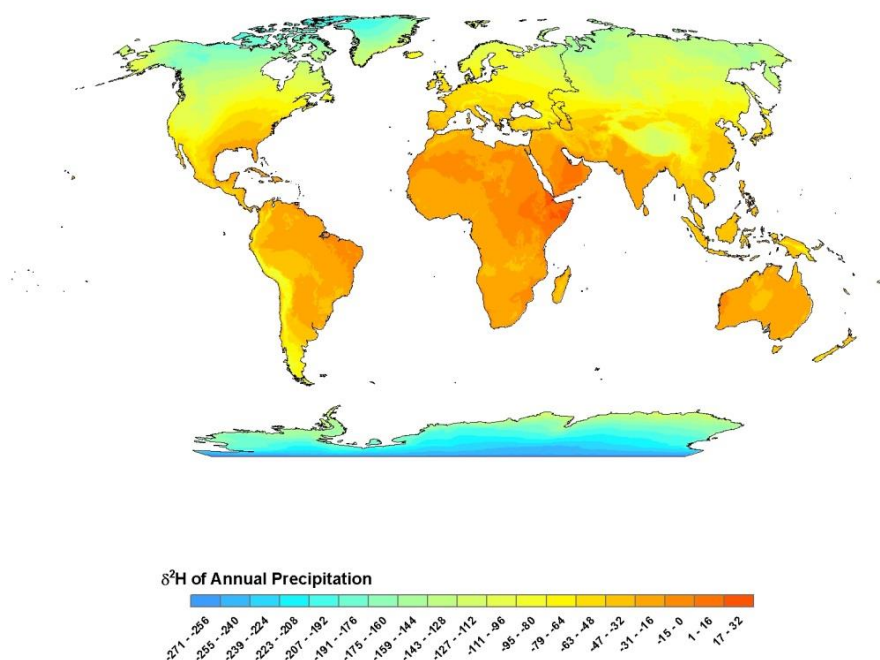 δ²H of Annual Precipitation
-271 - -256
-255 - -240
-239 - -224
-223 - -208
-207 - -192
-191 - -176
-175 - -160
-159 - -144
-143 - -128
-127 - -112
-111 - -96
-95 - -80
-79 - -64
-63 - -48
-47 - -32
-31 - -16
-15 - 0
1 - 16
17 - 32